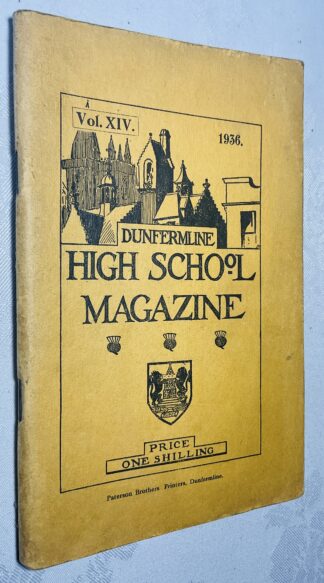 Vol. XIV.
1936.
DUNFERMLINE
HIGH SCHOOL
MAGAZINE
PRICE
ONE SHILLING
Paterson Brothers Printers, Dunfermline.